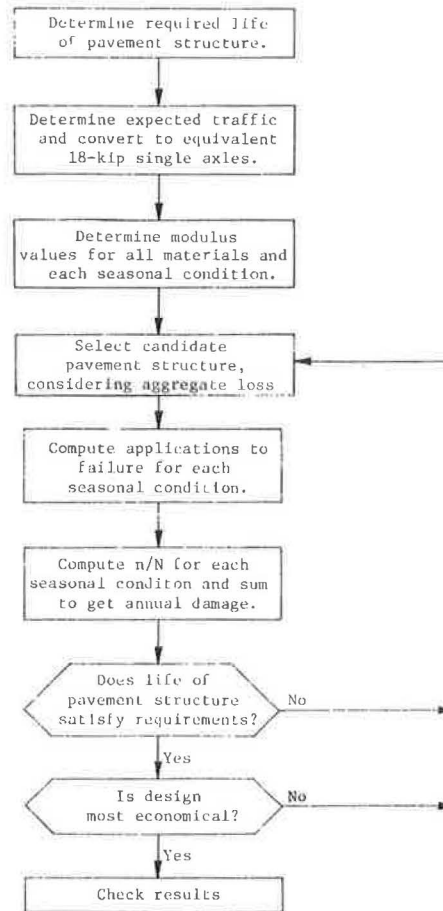 Determine required life
of pavement structure.
Determine expected traffic
and convert to equivalent
18-kip single axles.
Determine modulus
values for all materials and
each seasonal condition.
Select candidate
pavement structure,
considering aggregate loss
Compute applications to
failure for each
seasonal condition.
Compute n/N for each
seasonal conditon and sum
to get annual damage.
Does life of
pavement structure
satisfy requirements?
No
Yes
Is design
most economical?
No
Yes
Check results